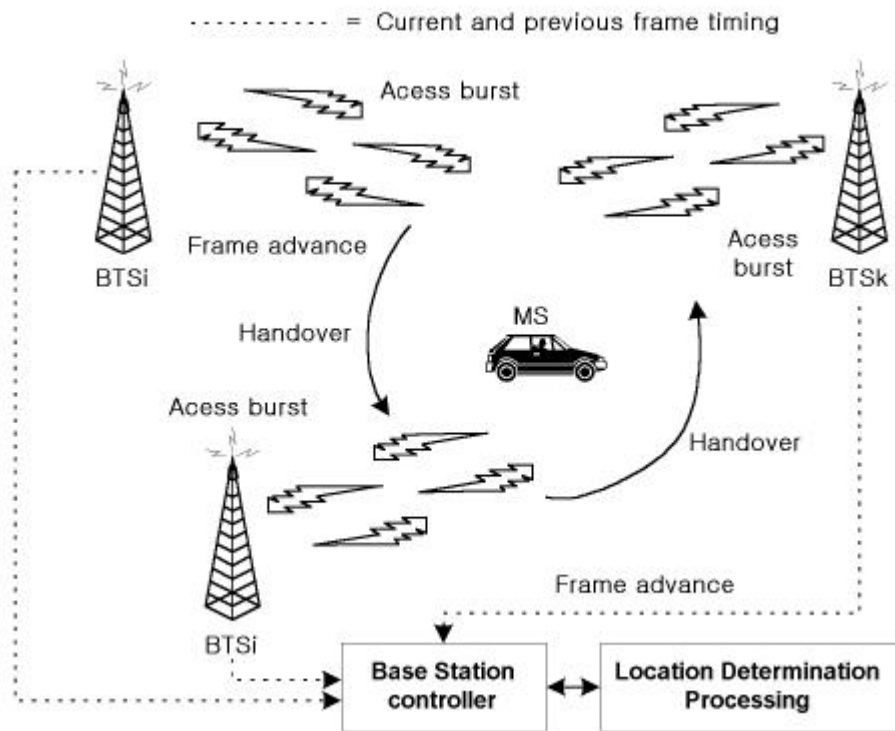 = Current and previous frame timing
Acess burst
BTSi
Frame advance
Handover
MS
Acess
burst
BTSk
Acess burst
Handover
BTSi
Frame advance
Base Station
controller
Location Determination
Processing